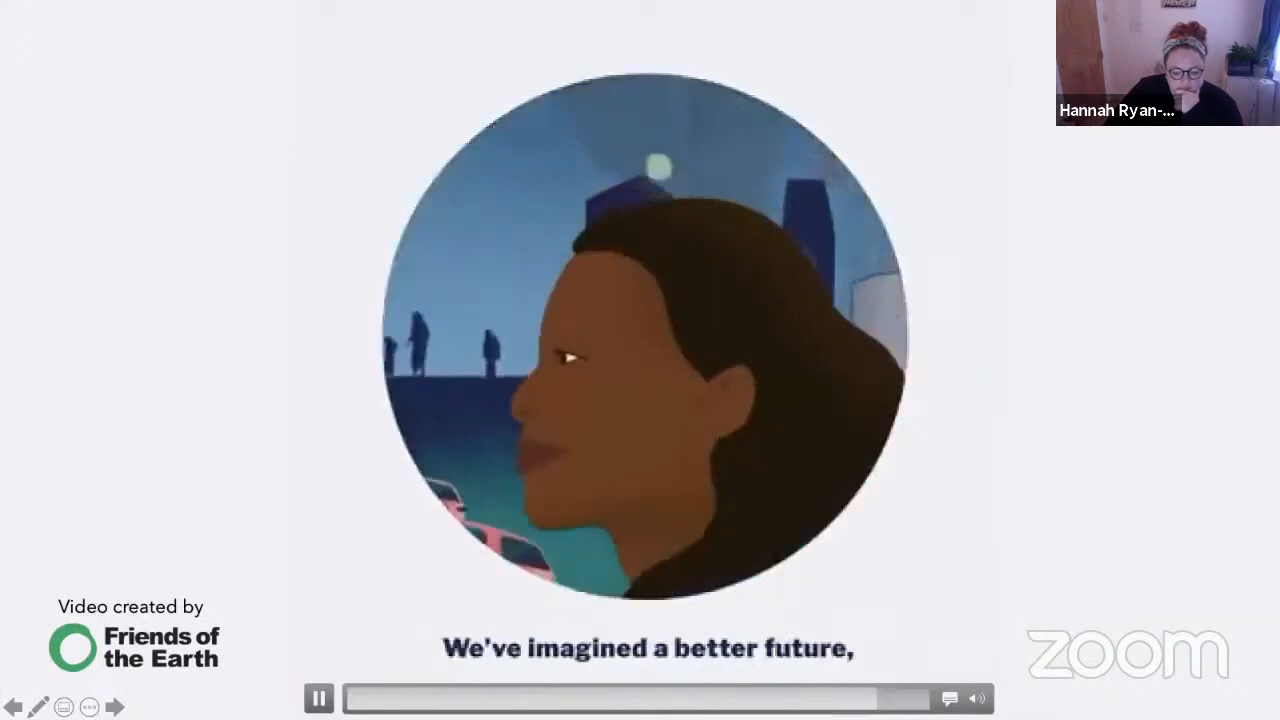 Hannah Ryan-...
Video created by
Friends of
the Earth
We've imagined a better future,
zoom